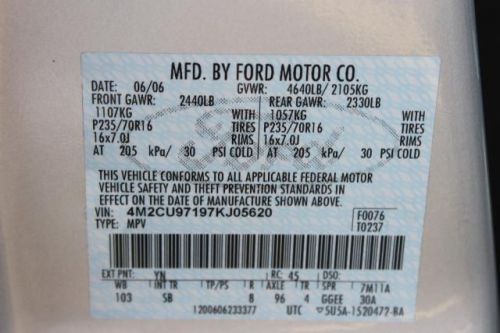 MFD. BY FORD MOTOR CO.
DATE: 06/06 GVWR: 4640LB/ 2105KG
FRONT GAWR: 2440LB REAR GAWR: 2330LB
1107KG WITH 1057KG WITH
P235/70R16 TIRES P235/70R16 TIRES
16x7.0J RIMS 16x7.0J RIMS
AT 205 kPa/ 30 PSI COLD AT 205 kPa/ 30 PSI COLD
THIS VEHICLE CONFORMS TO ALL APPLICABLE FEDERAL MOTOR
VEHICLE SAFETY AND THEFT PREVENTION STANDARDS IN
EFFECT ON THE DATE OF MANUFACTURE SHOWN ABOVE.
VIN: 4M2CU97197KJ05620 F0076
TYPE: MPV T0237
EXT PNT: YN RC: 45 DSO:
WB INT TR TP/PS R AXLE TR SPR 7M11A
103 SB 8 96 4 GGEE 30A
1200606233377 UTC 5U5A-1520472-BA
Ford